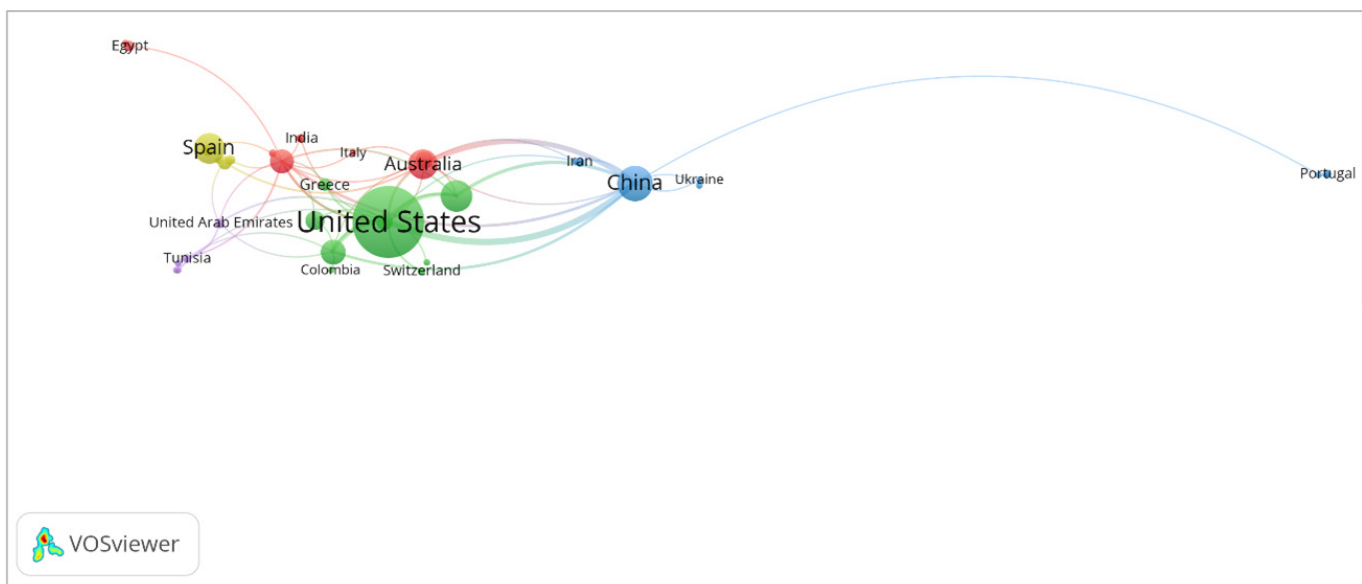 Egypt
India
Spain
Italy
Australia
Iran
China
Ukraine
Portugal
Greece
United Arab Emirates
United States
Tunisia
Colombia
Switzerland
VOSviewer